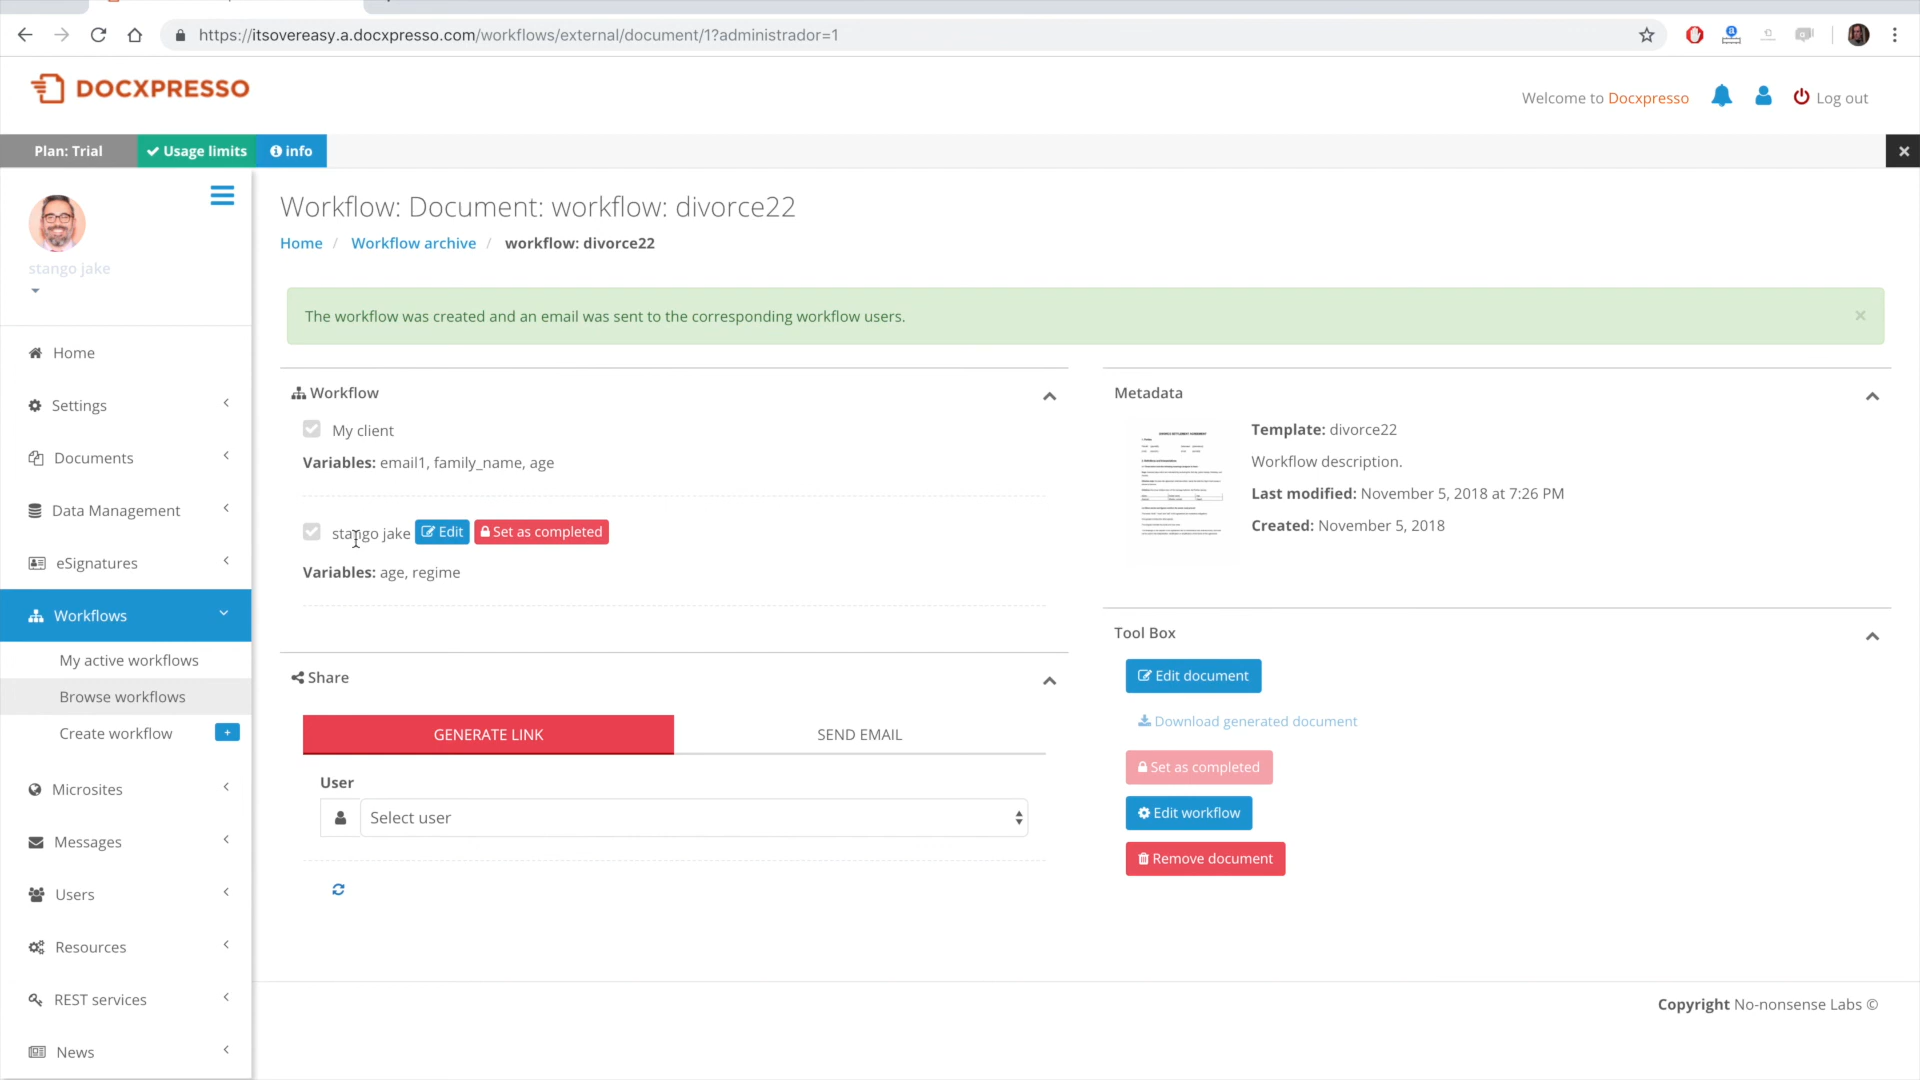 https://itsovereasy.a.docxpresso.com/workflows/external/document/1?administrador=1
DOCXPRESSO
Welcome to Docxpresso
Log out
Plan: Trial
Usage limits
info
stango jake
Home
Settings
Documents
Data Management
eSignatures
Workflows
My active workflows
Browse workflows
Create workflow
Microsites
Messages
Users
Resources
REST services
News
Workflow: Document: workflow: divorce22
Home / Workflow archive / workflow: divorce22
The workflow was created and an email was sent to the corresponding workflow users.
Workflow
My client
Variables: email1, family_name, age
stango jake Edit Set as completed
Variables: age, regime
Share
GENERATE LINK SEND EMAIL
User
Select user
Metadata
Template: divorce22
Workflow description.
Last modified: November 5, 2018 at 7:26 PM
Created: November 5, 2018
Tool Box
Edit document
Download generated document
Set as completed
Edit workflow
Remove document
Copyright No-nonsense Labs ©